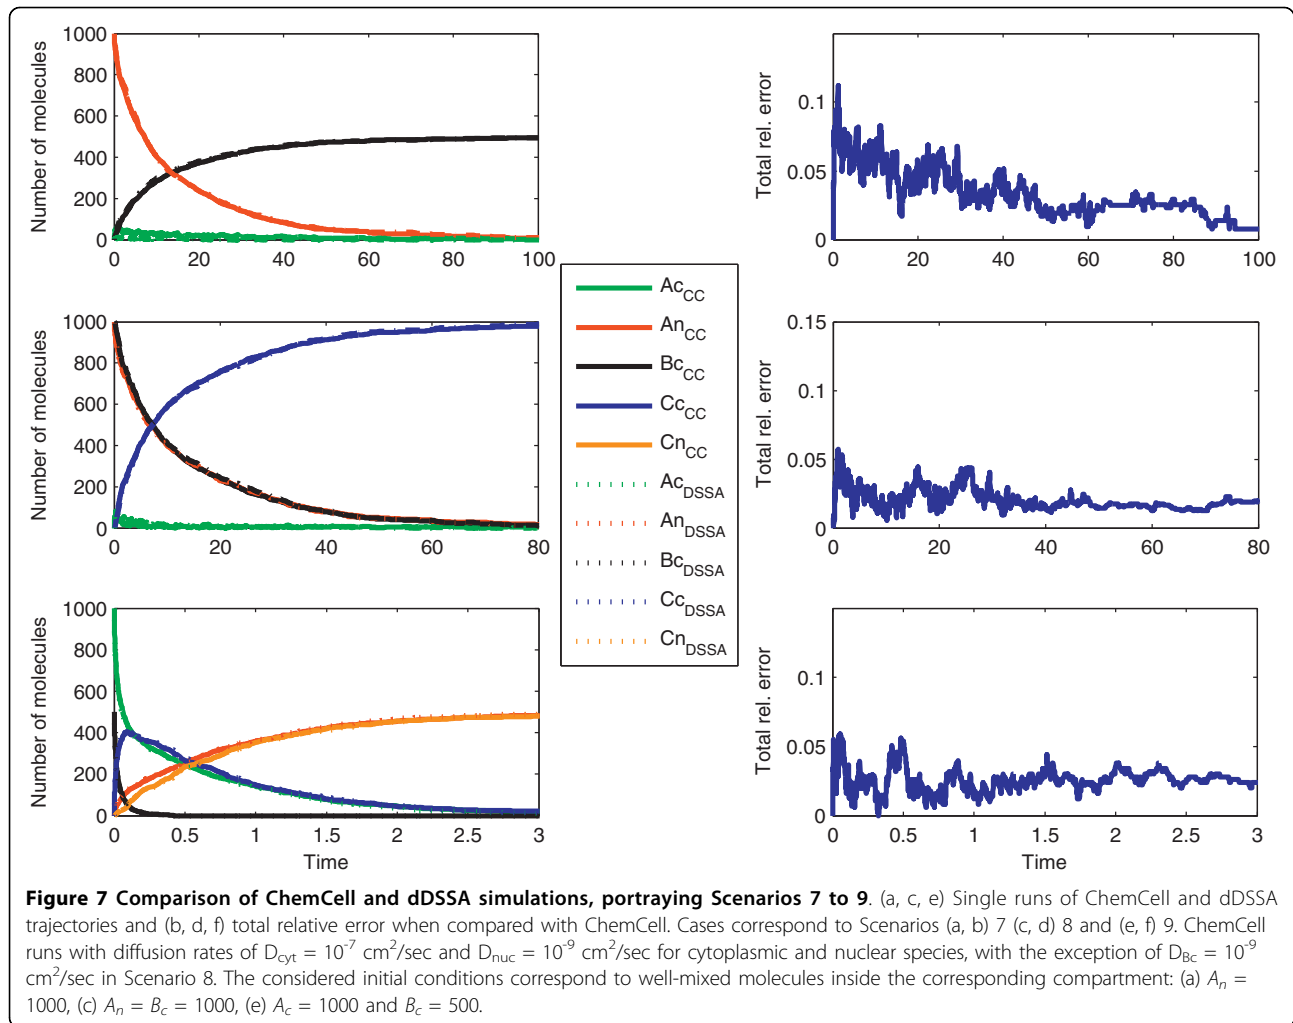 Number of molecules
1000
800
600
400
200
0
0 20 40 60 80 100
Total rel. error
0.1
0.05
0
0 20 40 60 80 100
Number of molecules
1000
800
600
400
200
0
0 20 40 60 80
Total rel. error
0.15
0.1
0.05
0
0 20 40 60 80
Ac_CC
An_CC
Bc_CC
Cc_CC
Cn_CC
Ac_DSSA
An_DSSA
Bc_DSSA
Cc_DSSA
Cn_DSSA
Number of molecules
1000
800
600
400
200
0
0 0.5 1 1.5 2 2.5 3
Time
Total rel. error
0.1
0.05
0
0 0.5 1 1.5 2 2.5 3
Time
Figure 7 Comparison of ChemCell and dDSSA simulations, portraying Scenarios 7 to 9. (a, c, e) Single runs of ChemCell and dDSSA
trajectories and (b, d, f) total relative error when compared with ChemCell. Cases correspond to Scenarios (a, b) 7 (c, d) 8 and (e, f) 9. ChemCell
runs with diffusion rates of D_cyt = 10^-7 cm^2/sec and D_nuc = 10^-9 cm^2/sec for cytoplasmic and nuclear species, with the exception of D_Bc = 10^-9
cm^2/sec in Scenario 8. The considered initial conditions correspond to well-mixed molecules inside the corresponding compartment: (a) A_n =
1000, (c) A_n = B_c = 1000, (e) A_c = 1000 and B_c = 500.